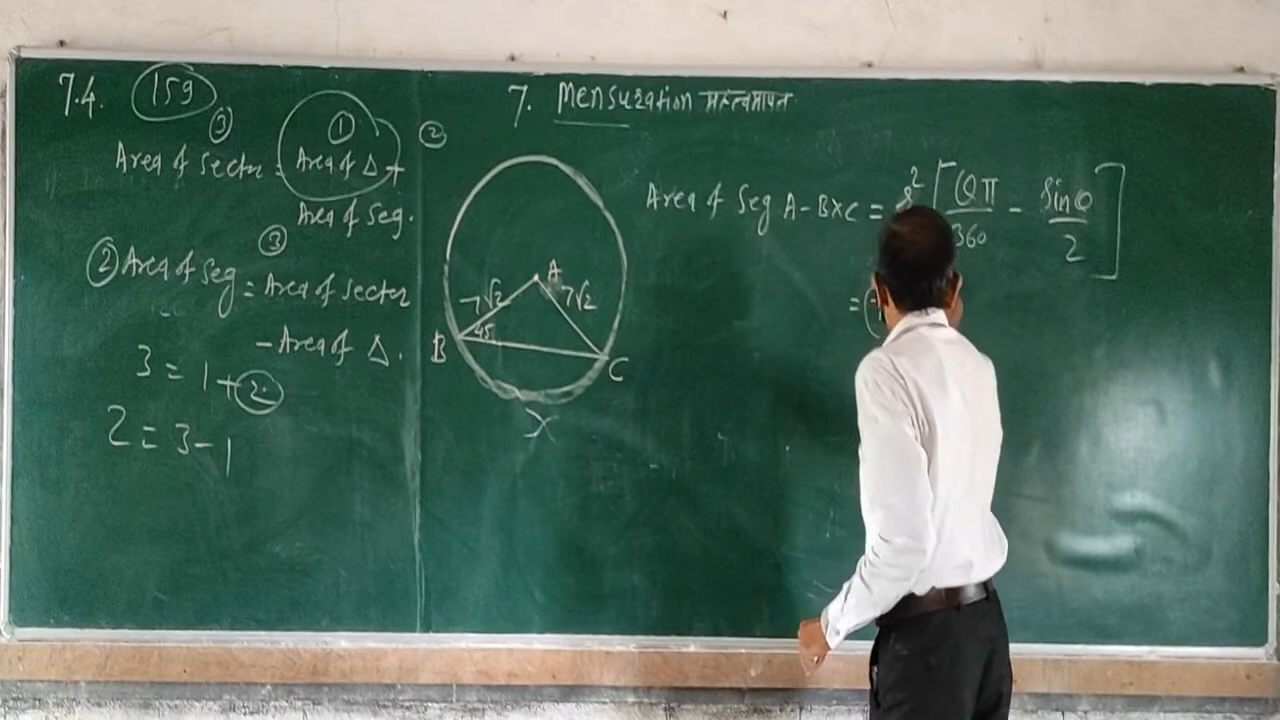 7.4. 159
7. Mensuration महत्वमापन
③ ① ②
Area of Sector = Area of Δ +
Area of Seg.
③
② Area of Seg = Area of Sector
- Area of Δ.
3 = 1 + ②
2 = 3 - 1
A
7√2 7√2
45
B
C
X
Area of Seg A-BXC = r² [θπ/360 - Sinθ/2]
= (